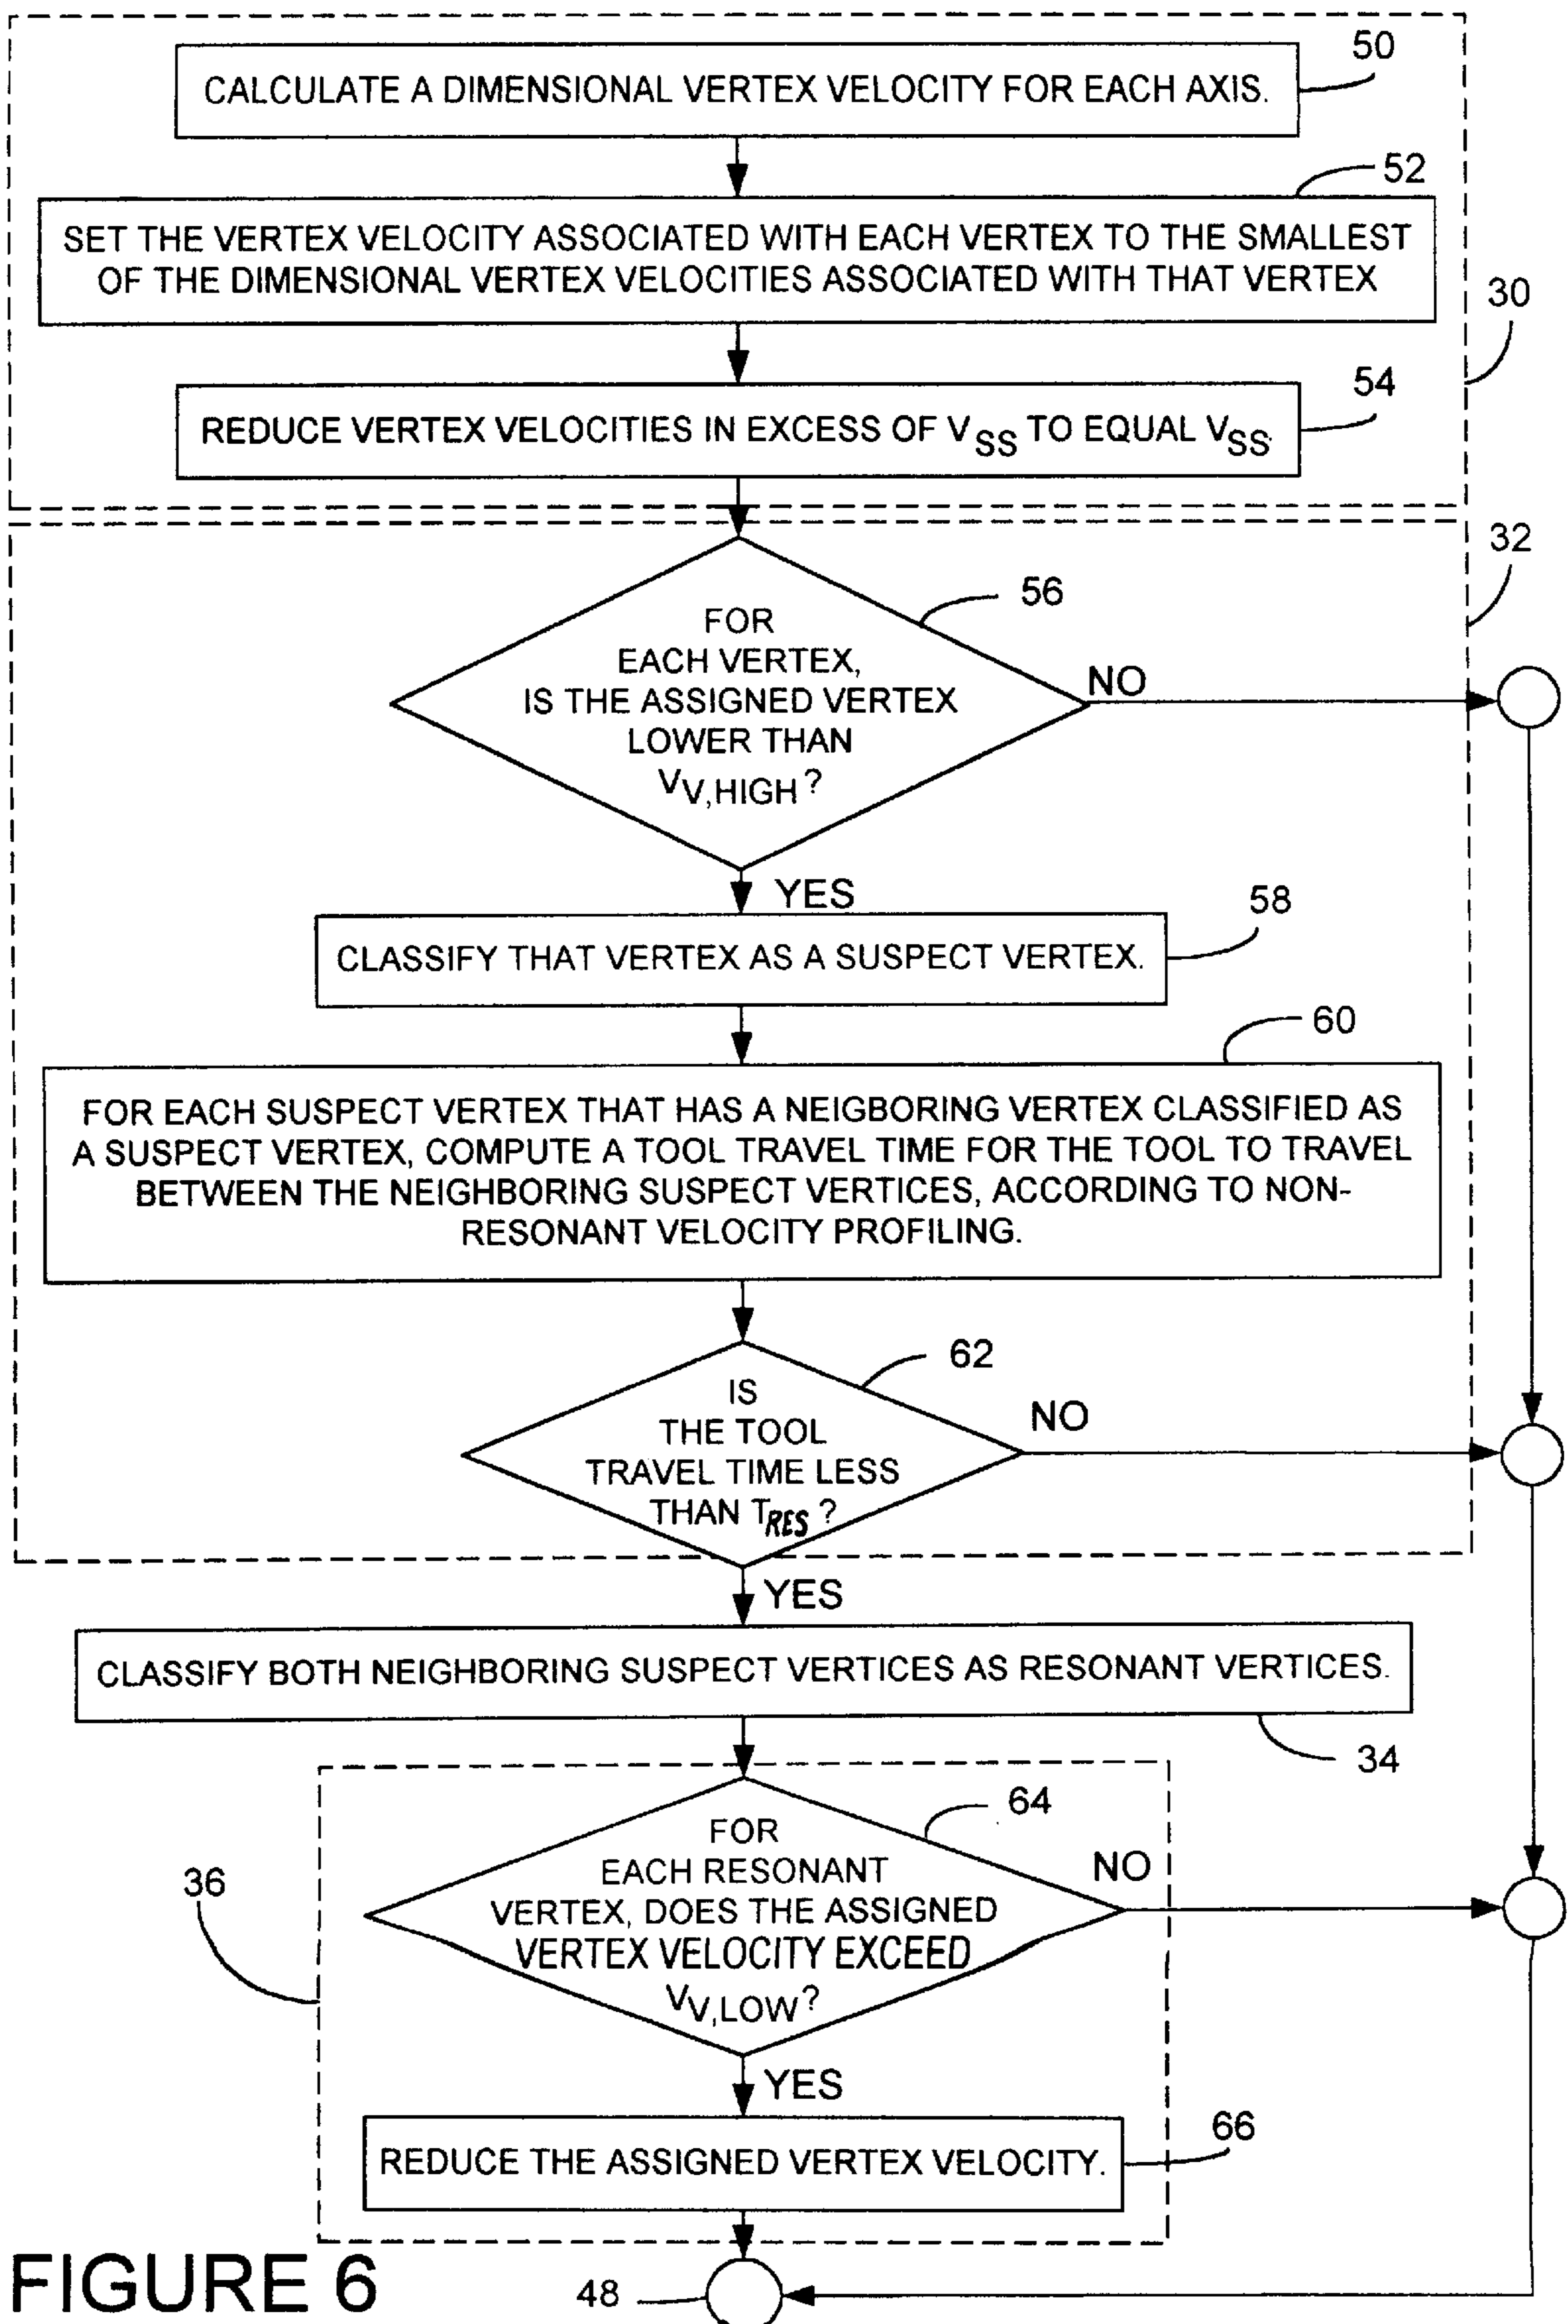 50
CALCULATE A DIMENSIONAL VERTEX VELOCITY FOR EACH AXIS.
52
SET THE VERTEX VELOCITY ASSOCIATED WITH EACH VERTEX TO THE SMALLEST
OF THE DIMENSIONAL VERTEX VELOCITIES ASSOCIATED WITH THAT VERTEX
30
54
REDUCE VERTEX VELOCITIES IN EXCESS OF VSS TO EQUAL VSS.
32
56
FOR
EACH VERTEX,
IS THE ASSIGNED VERTEX
LOWER THAN
VV,HIGH?
NO
YES
58
CLASSIFY THAT VERTEX AS A SUSPECT VERTEX.
60
FOR EACH SUSPECT VERTEX THAT HAS A NEIGBORING VERTEX CLASSIFIED AS
A SUSPECT VERTEX, COMPUTE A TOOL TRAVEL TIME FOR THE TOOL TO TRAVEL
BETWEEN THE NEIGHBORING SUSPECT VERTICES, ACCORDING TO NON-
RESONANT VELOCITY PROFILING.
62
IS
THE TOOL
TRAVEL TIME LESS
THAN TRES?
NO
YES
CLASSIFY BOTH NEIGHBORING SUSPECT VERTICES AS RESONANT VERTICES.
34
64
FOR
EACH RESONANT
VERTEX, DOES THE ASSIGNED
VERTEX VELOCITY EXCEED
VV,LOW?
NO
36
YES
66
REDUCE THE ASSIGNED VERTEX VELOCITY.
FIGURE 6
48